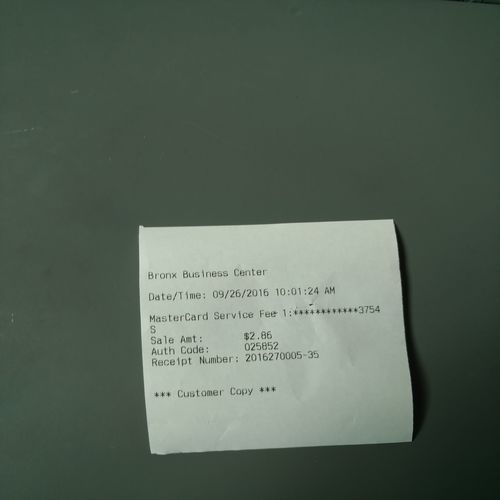 Bronx Business Center
Date/Time: 09/26/2016 10:01:24 AM
MasterCard Service Fee 1:************3754
S
Sale Amt: $2.86
Auth Code: 025852
Receipt Number: 2016270005-35
*** Customer Copy ***